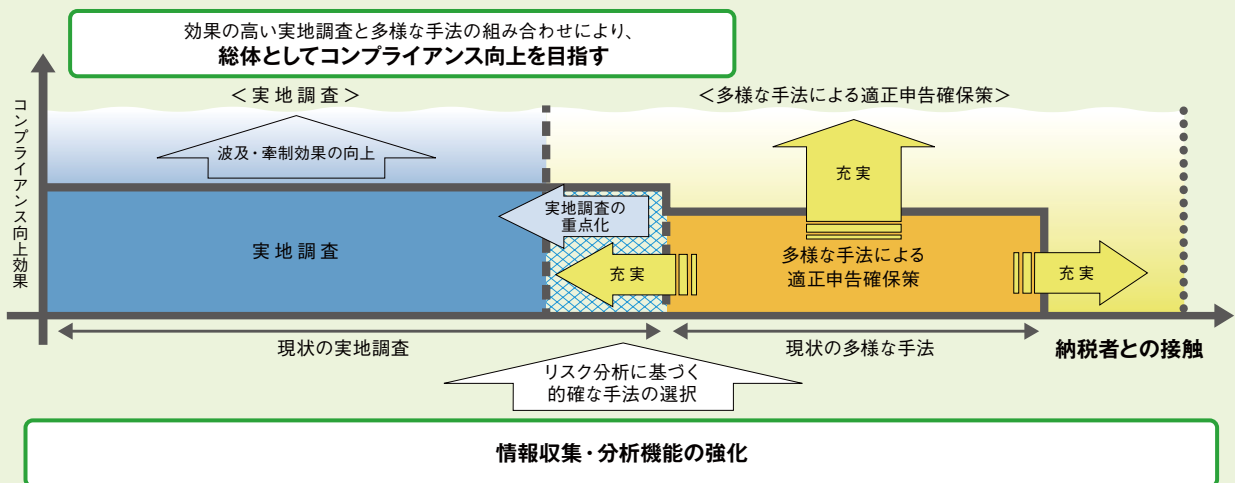 効果の高い実地調査と多様な手法の組み合わせにより、
総体としてコンプライアンス向上を目指す
コンプライアンス向上効果
＜実地調査＞
＜多様な手法による適正申告確保策＞
波及・牽制効果の向上
充実
実地調査の
重点化
実地調査
多様な手法による
適正申告確保策
充実
充実
現状の実地調査
現状の多様な手法
納税者との接触
リスク分析に基づく
的確な手法の選択
情報収集・分析機能の強化